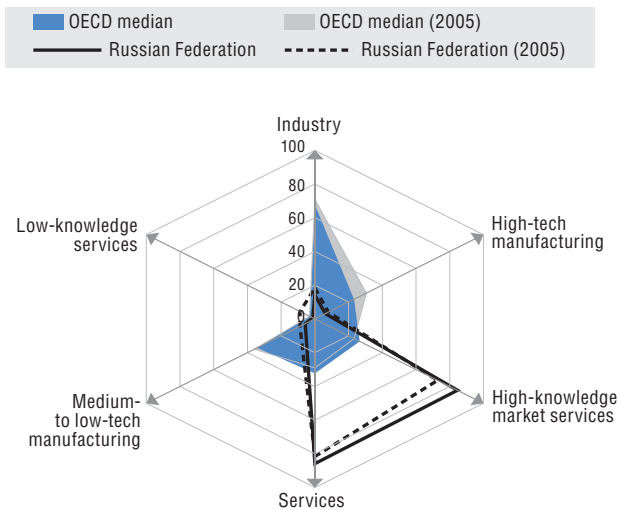 OECD median
OECD median (2005)
Russian Federation
Russian Federation (2005)
Industry
100
80
60
40
20
0
Low-knowledge
services
High-tech
manufacturing
Medium-
to low-tech
manufacturing
High-knowledge
market services
Services